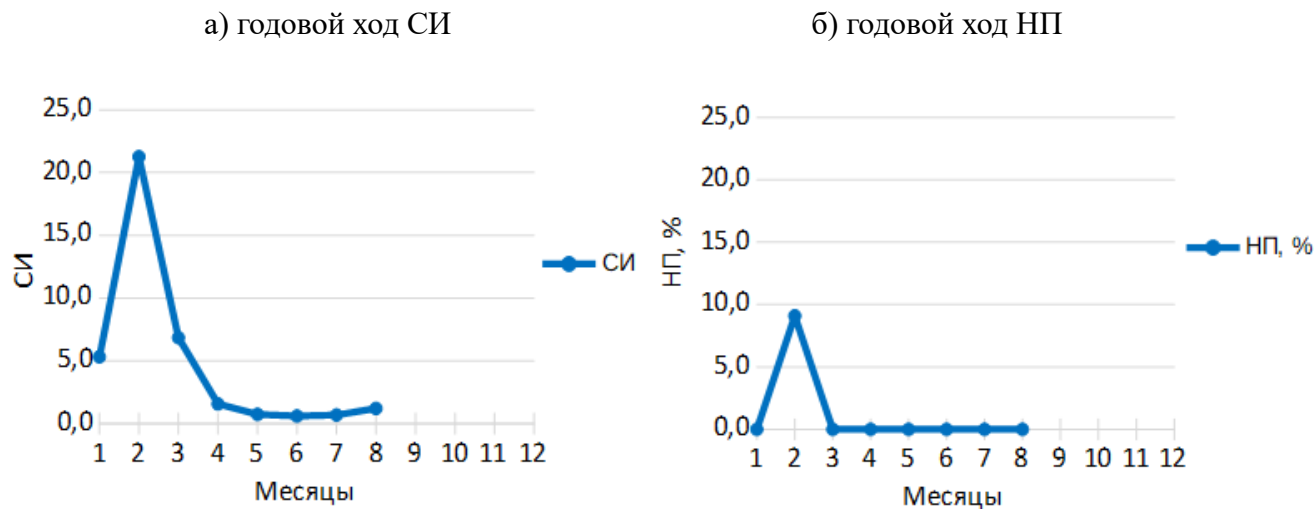 а) годовой ход СИ
б) годовой ход НП
25,0
20,0
15,0
10,0
5,0
0,0
СИ
1 2 3 4 5 6 7 8 9 10 11 12
Месяцы
СИ
25,0
20,0
15,0
10,0
5,0
0,0
НП, %
1 2 3 4 5 6 7 8 9 10 11 12
Месяцы
НП, %